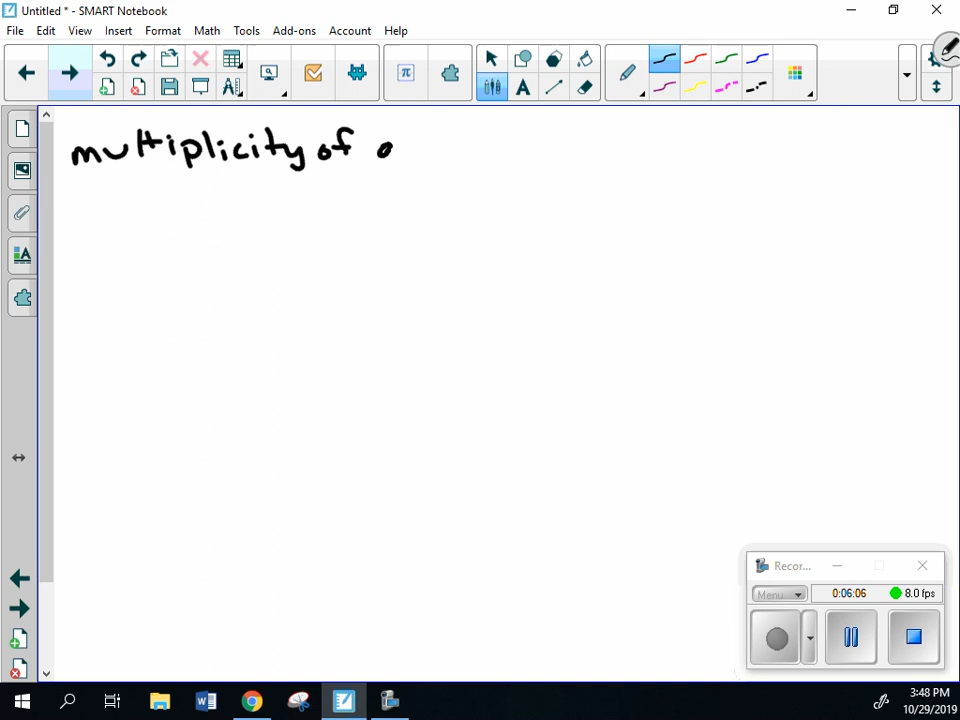 Untitled * - SMART Notebook
File Edit View Insert Format Math Tools Add-ons Account Help
multiplicity of
Recor...
Menu 0:06:06 8.0 fps
3:48 PM
10/29/2019